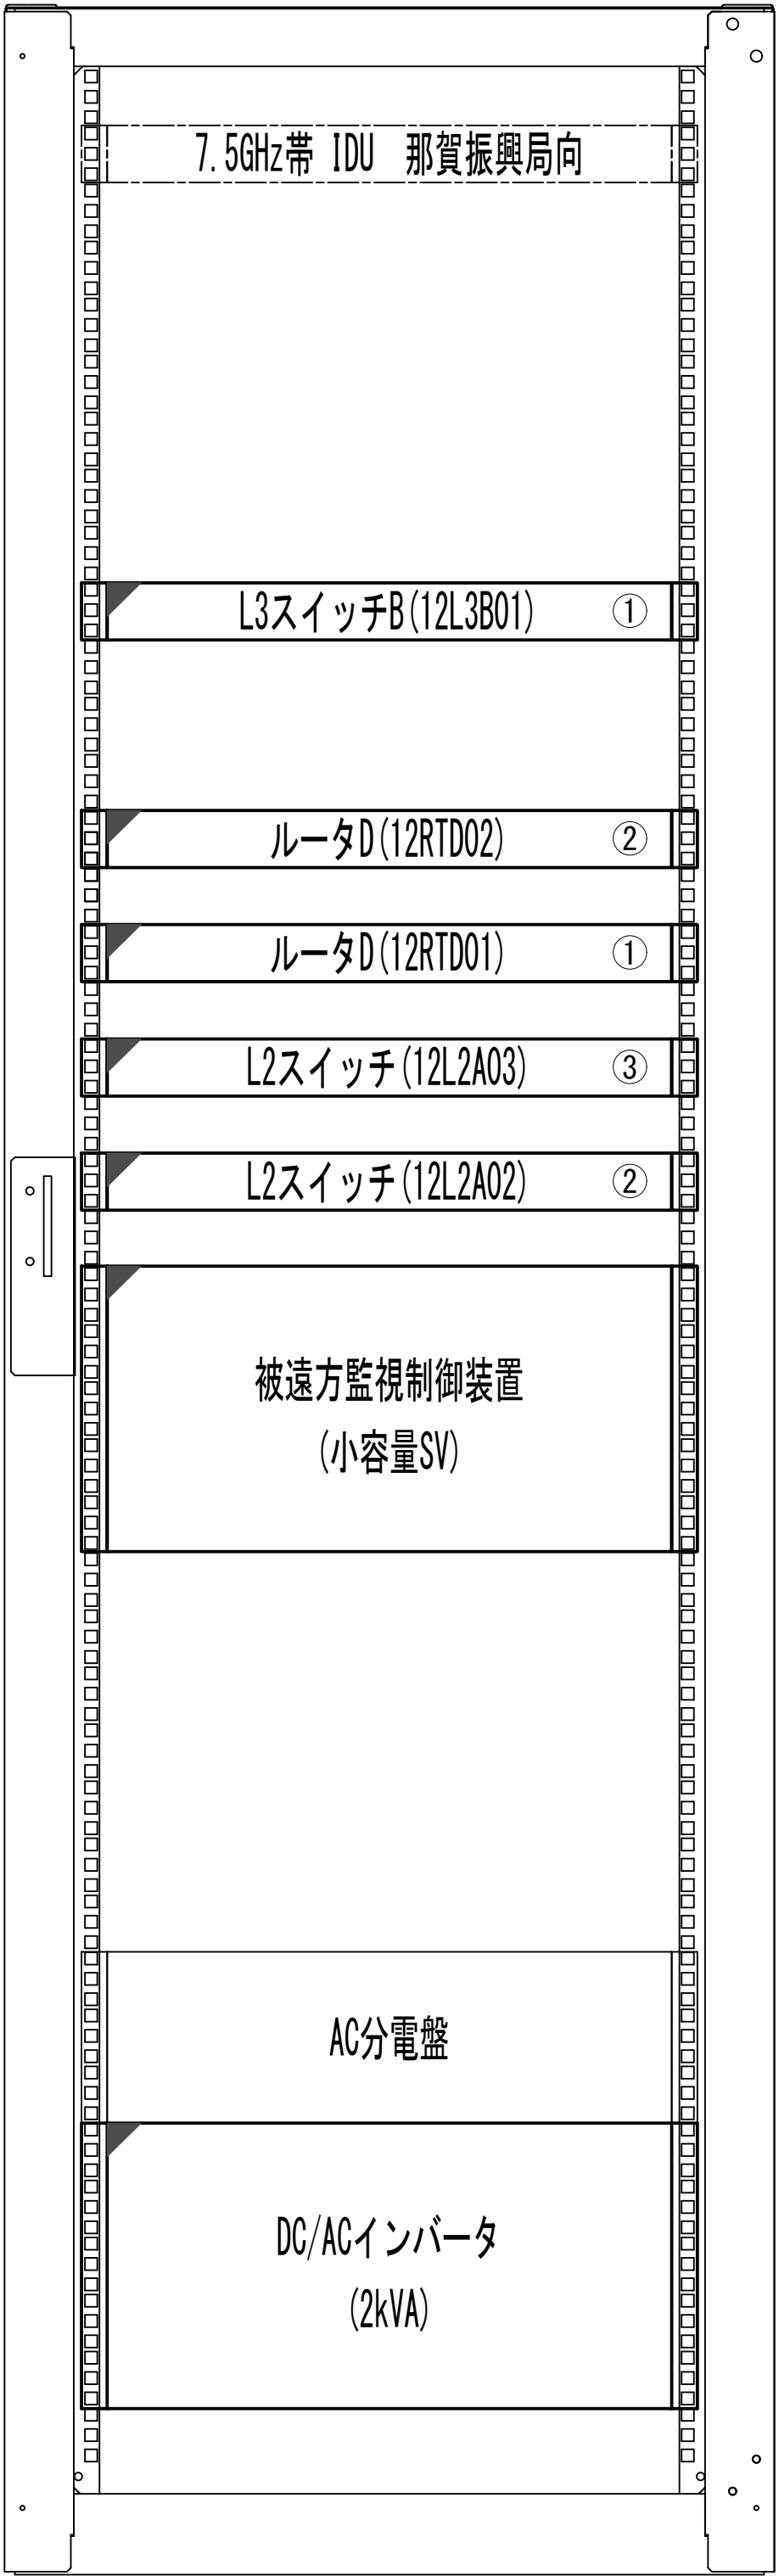 7.5GHz帯 IDU　那賀振興局向
L3スイッチB(12L3B01) ①
ルータD(12RTD02) ②
ルータD(12RTD01) ①
L2スイッチ(12L2A03) ③
L2スイッチ(12L2A02) ②
被遠方監視制御装置
(小容量SV)
AC分電盤
DC/ACインバータ
(2kVA)